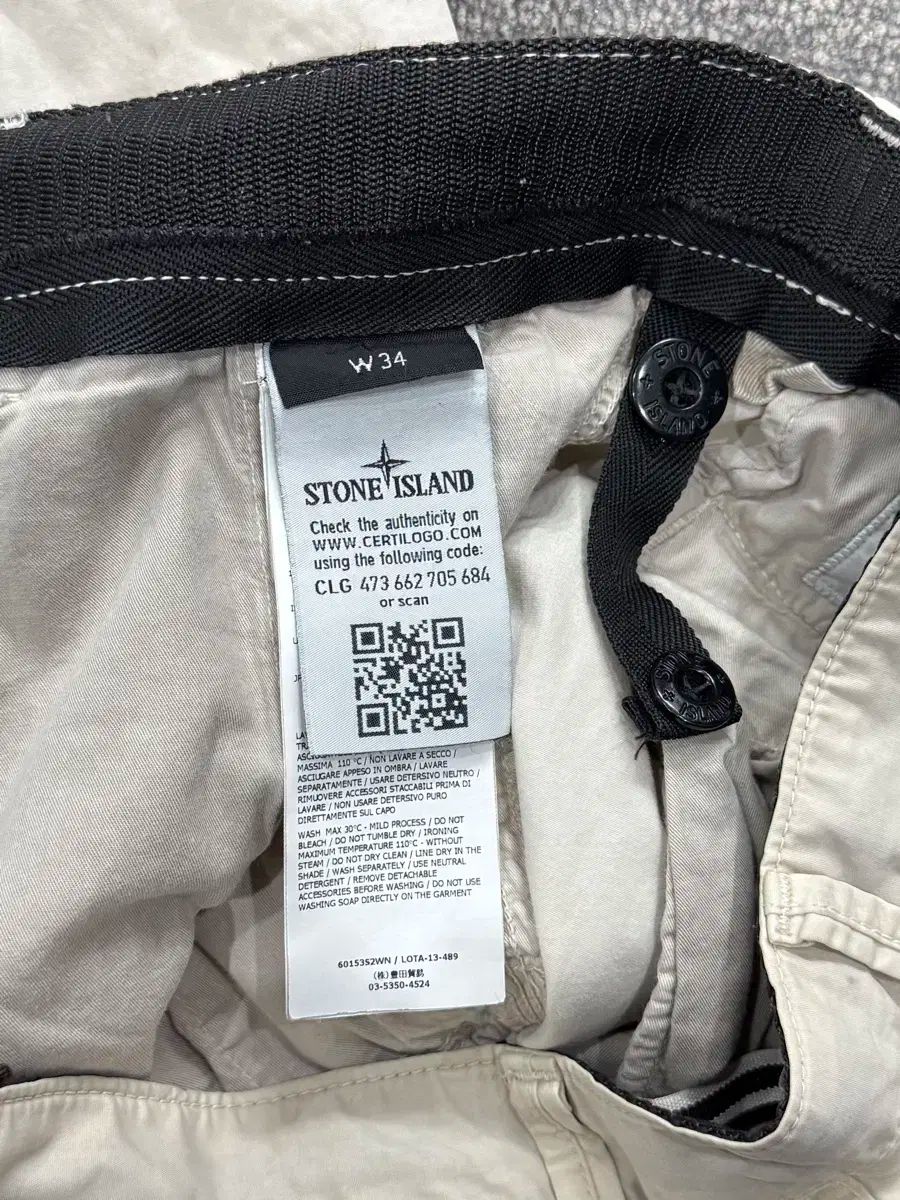 W 34
STONE ISLAND
Check the authenticity on
WWW.CERTILOGO.COM
using the following code:
CLG 473 662 705 684
or scan
STONE
ISLAND
ISLAND
MASSIMA 110 °C / NON LAVARE A SECCO /
ASCIUGARE APPESO IN OMBRA / LAVARE
SEPARATAMENTE / USARE DETERSIVO NEUTRO /
RIMUOVERE ACCESSORI STACCABILI PRIMA DI
LAVARE / NON USARE DETERSIVO PURO
DIRETTAMENTE SUL CAPO
WASH MAX 30°C - MILD PROCESS / DO NOT
BLEACH / DO NOT TUMBLE DRY / IRONING
MAXIMUM TEMPERATURE 110°C - WITHOUT
STEAM / DO NOT DRY CLEAN / LINE DRY IN THE
SHADE / WASH SEPARATELY / USE NEUTRAL
DETERGENT / REMOVE DETACHABLE
ACCESSORIES BEFORE WASHING / DO NOT USE
WASHING SOAP DIRECTLY ON THE GARMENT
6015352WN / LOTA-13-489
(株)豊田貿易
03-5350-4524